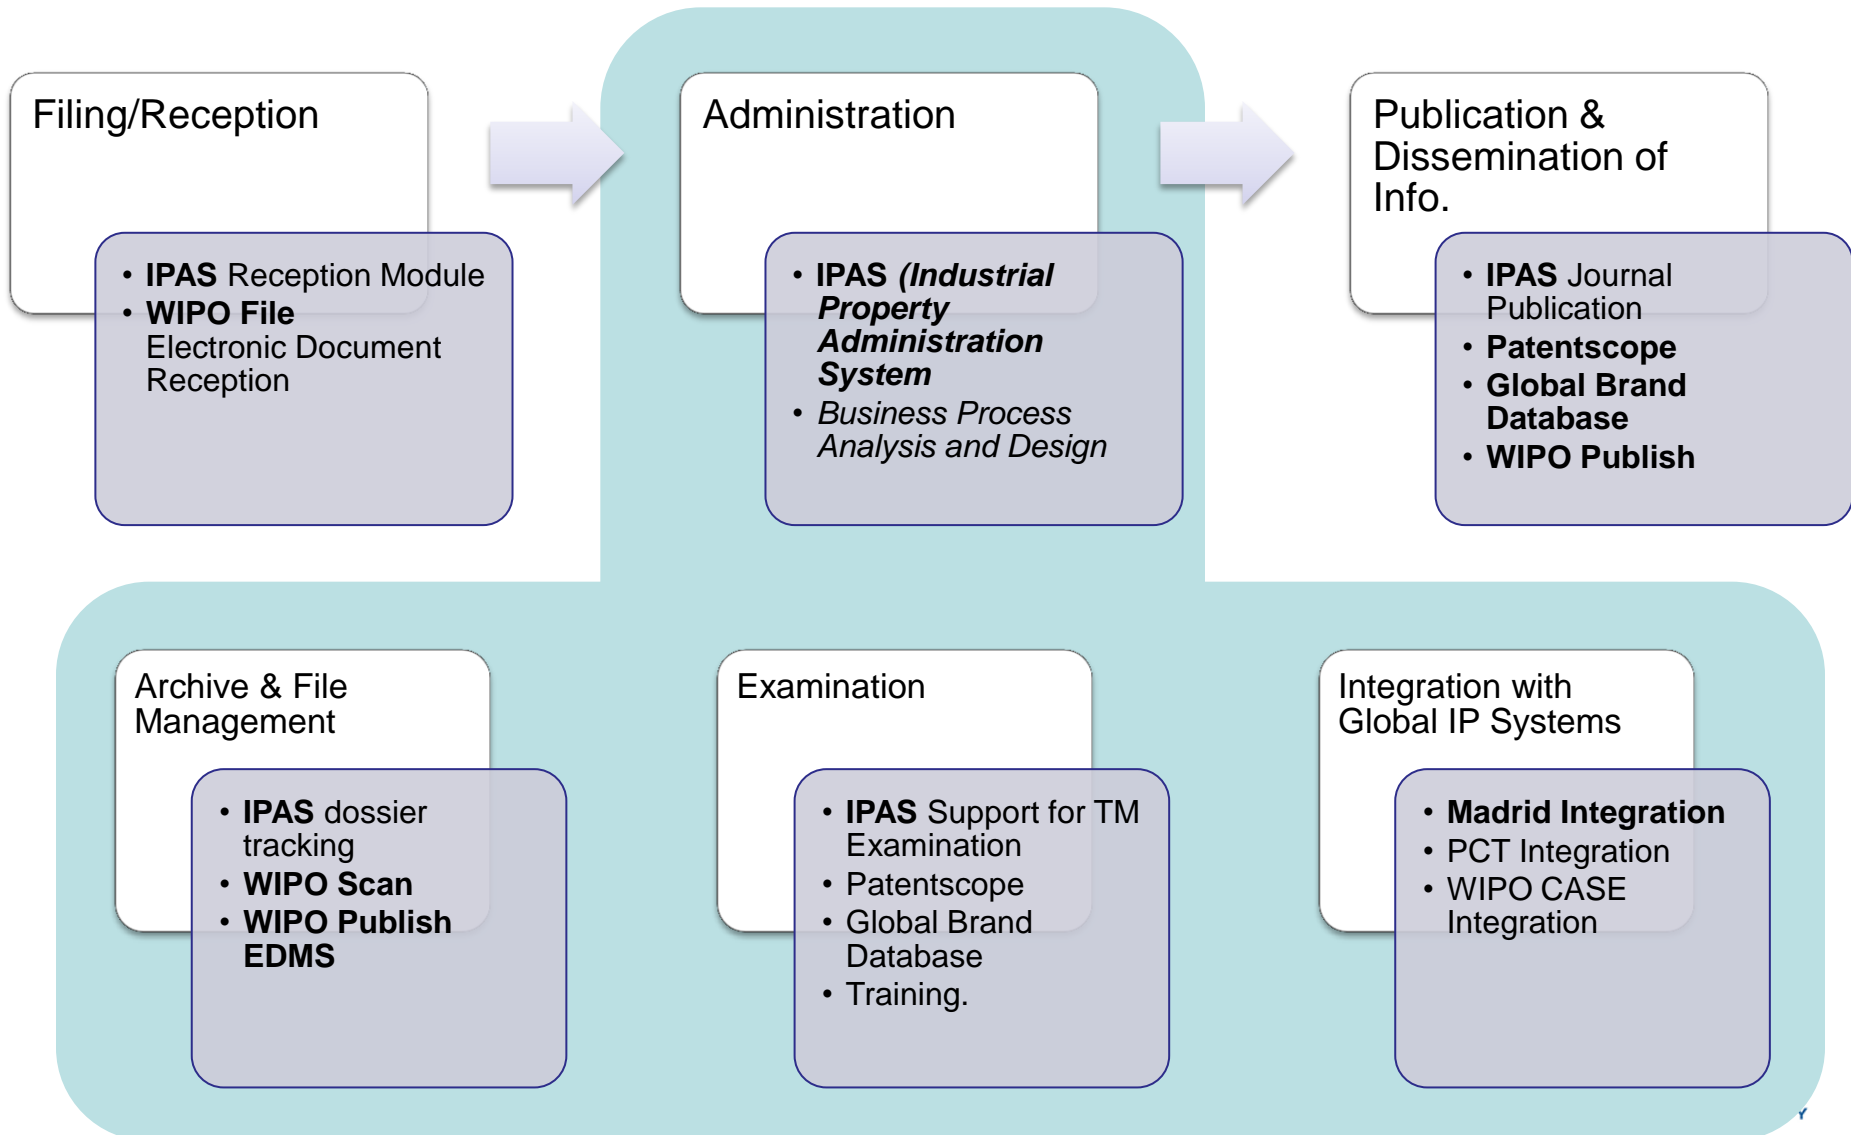 Filing/Reception
• IPAS Reception Module
• WIPO File
Electronic Document
Reception
Administration
• IPAS (Industrial
Property
Administration
System
• Business Process
Analysis and Design
Publication &
Dissemination of
Info.
• IPAS Journal
Publication
• Patentscope
• Global Brand
Database
• WIPO Publish
Archive & File
Management
• IPAS dossier
tracking
• WIPO Scan
• WIPO Publish
EDMS
Examination
• IPAS Support for TM
Examination
• Patentscope
• Global Brand
Database
• Training.
Integration with
Global IP Systems
• Madrid Integration
• PCT Integration
• WIPO CASE
Integration
Y